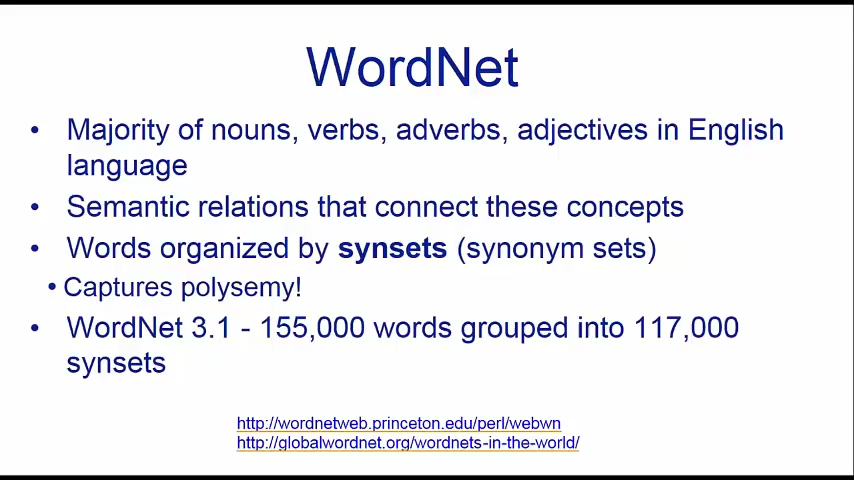 WordNet
• Majority of nouns, verbs, adverbs, adjectives in English
language
• Semantic relations that connect these concepts
• Words organized by synsets (synonym sets)
• Captures polysemy!
• WordNet 3.1 - 155,000 words grouped into 117,000
synsets
http://wordnetweb.princeton.edu/perl/webwn
http://globalwordnet.org/wordnets-in-the-world/